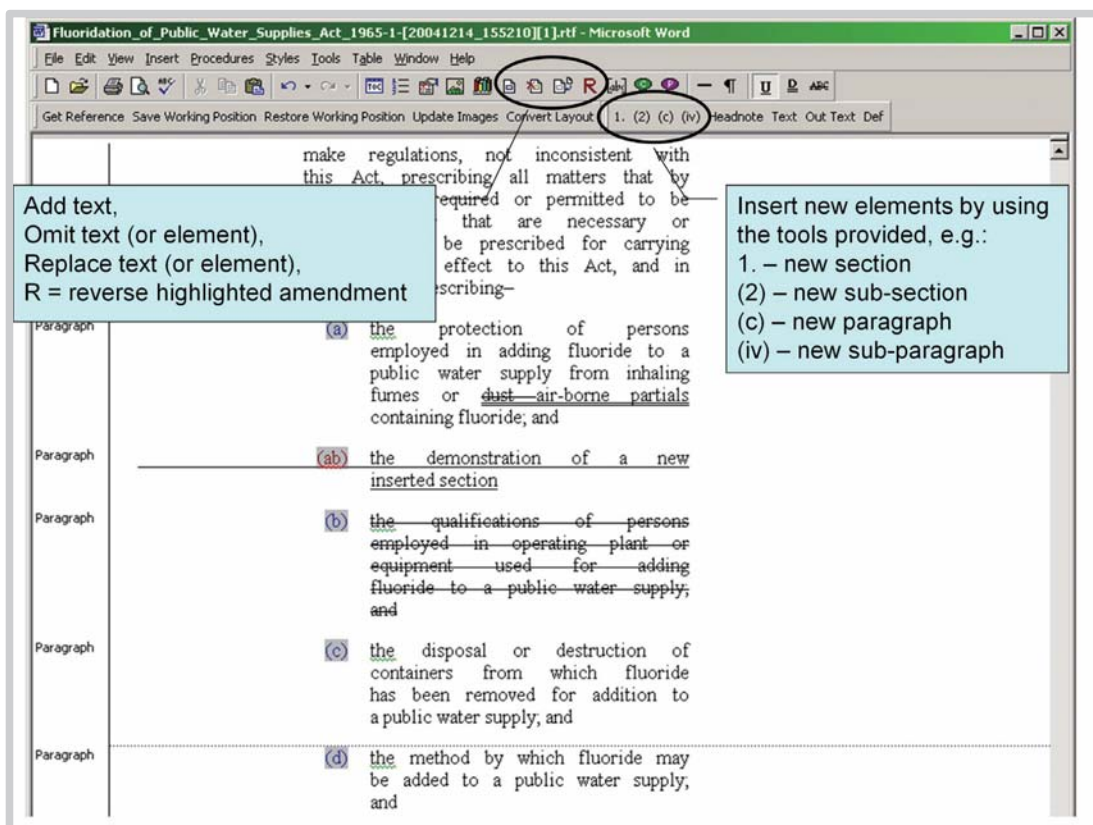 Fluoridation_of_Public_Water_Supplies_Act_1965-1-[20041214_155210][1].rtf - Microsoft Word
File Edit View Insert Procedures Styles Tools Table Window Help
R U D ABC
Get Reference Save Working Position Restore Working Position Update Images Convert Layout 1. (2) (c) (iv) Headnote Text Out Text Def
make regulations, not inconsistent with
this Act, prescribing all matters that by
required or permitted to be
that are necessary or
be prescribed for carrying
effect to this Act, and in
escribing–
Add text,
Omit text (or element),
Replace text (or element),
R = reverse highlighted amendment
Insert new elements by using
the tools provided, e.g.:
1. – new section
(2) – new sub-section
(c) – new paragraph
(iv) – new sub-paragraph
Paragraph (a) the protection of persons
employed in adding fluoride to a
public water supply from inhaling
fumes or dust air-borne partials
containing fluoride; and
Paragraph (ab) the demonstration of a new
inserted section
Paragraph (b) the qualifications of persons
employed in operating plant or
equipment used for adding
fluoride to a public water supply;
and
Paragraph (c) the disposal or destruction of
containers from which fluoride
has been removed for addition to
a public water supply; and
Paragraph (d) the method by which fluoride may
be added to a public water supply;
and